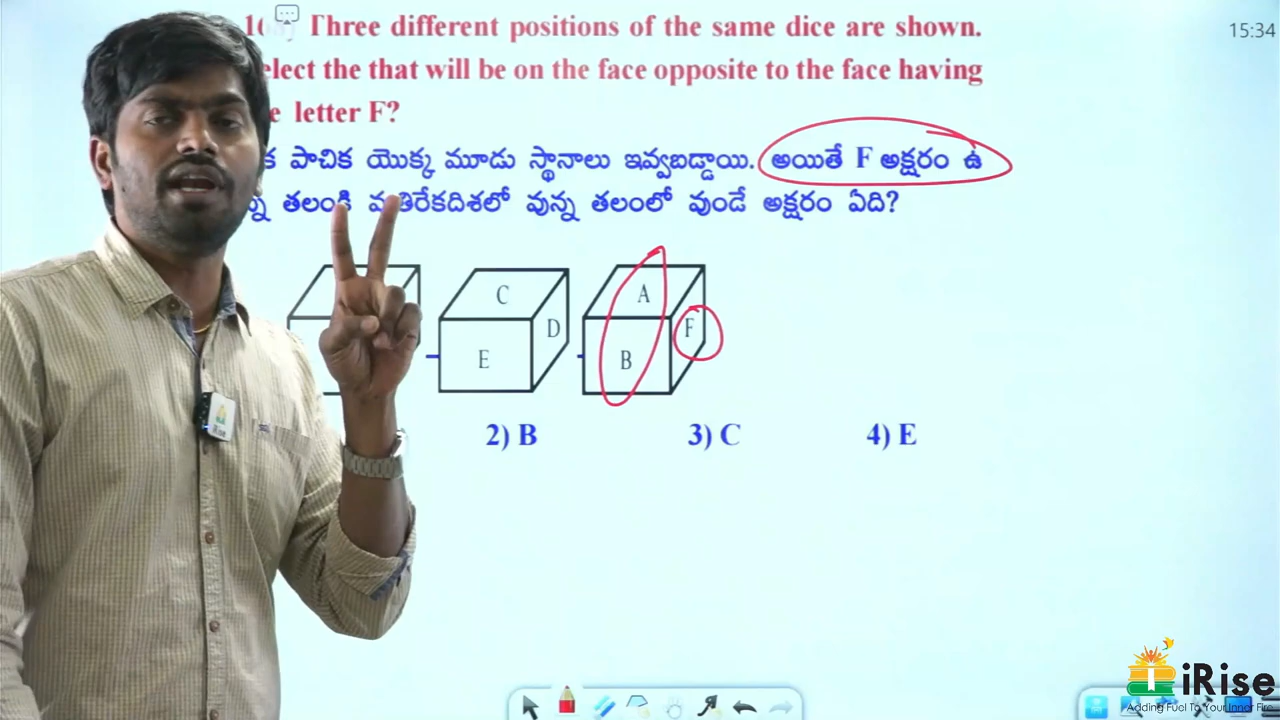 Three different positions of the same dice are shown.
elect the that will be on the face opposite to the face having
e letter F?
క పాచిక యొక్క మూడు స్థానాలు ఇవ్వబడ్డాయి. అయితే F అక్షరం ఉ
న్న తలంకి వ్యతిరేకదిశలో వున్న తలంలో వుండే అక్షరం ఏది?
C
D
E
A
F
B
2) B
3) C
4) E
15:34
iRise
Adding Fuel To Your Inner Fire